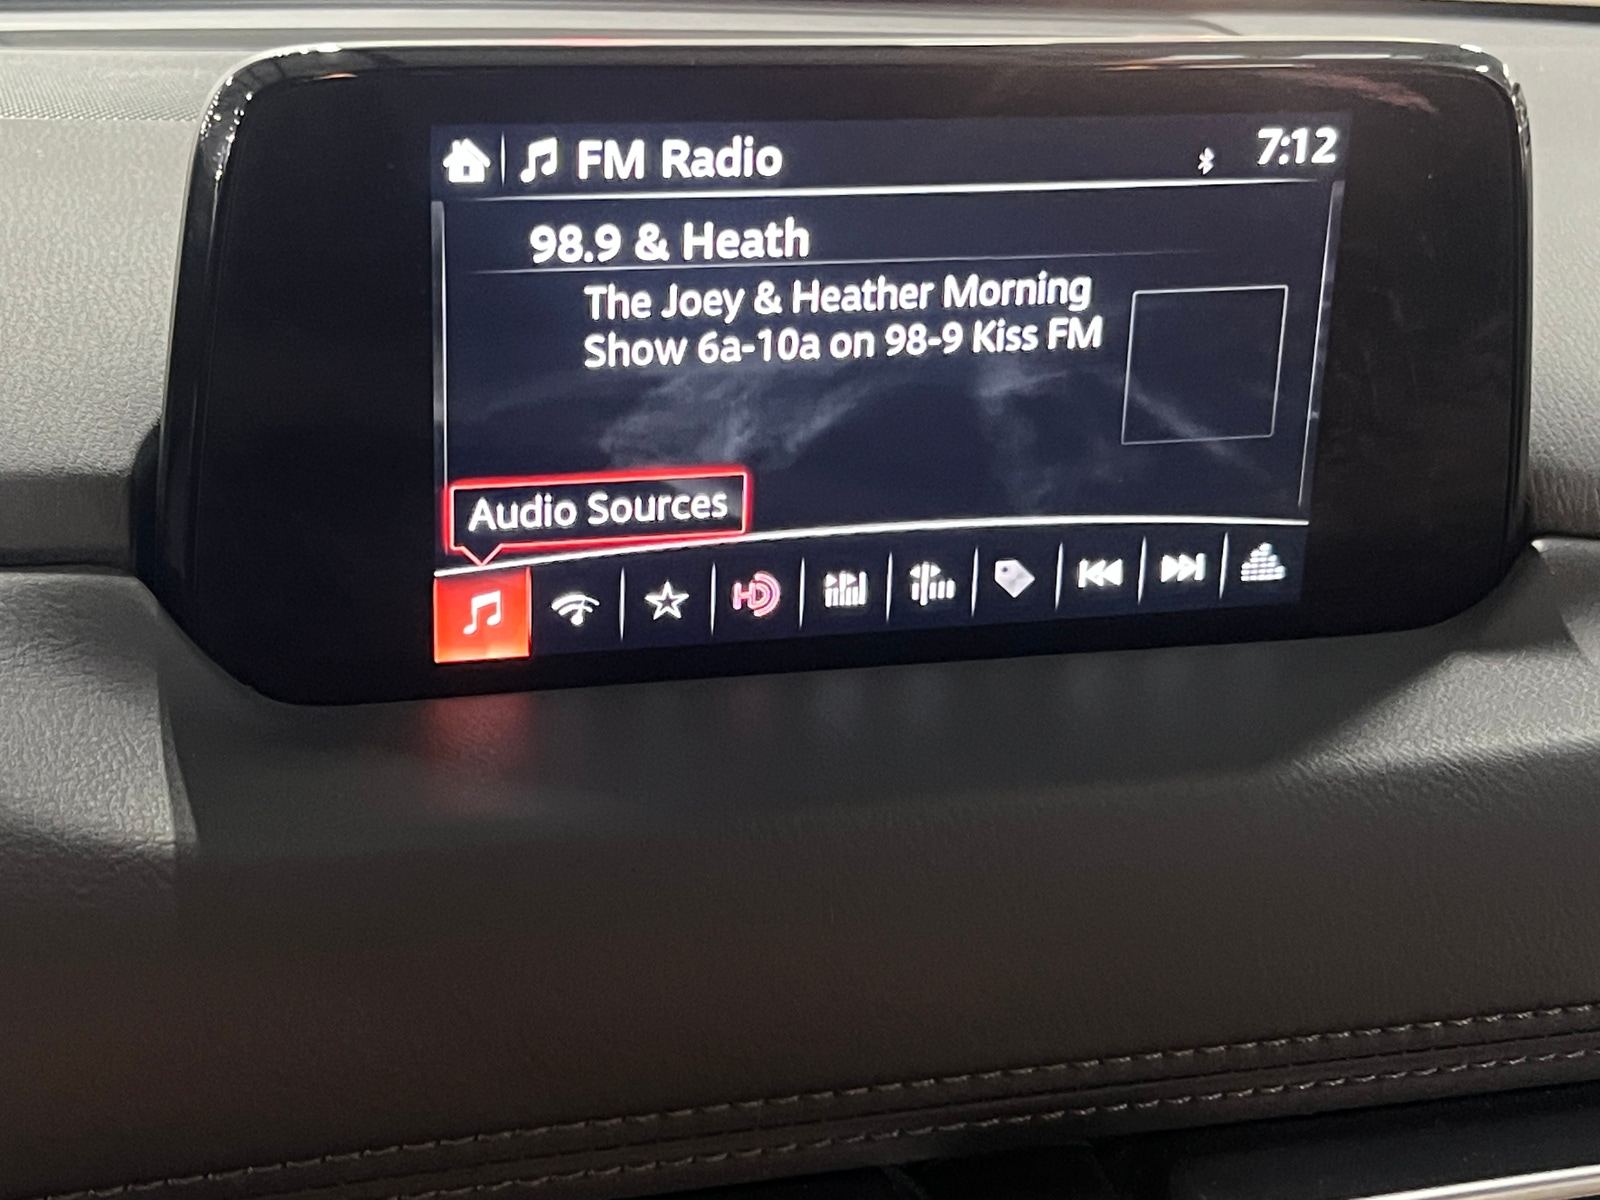 FM Radio
7:12
98.9 & Heath
The Joey & Heather Morning
Show 6a-10a on 98-9 Kiss FM
Audio Sources
HD